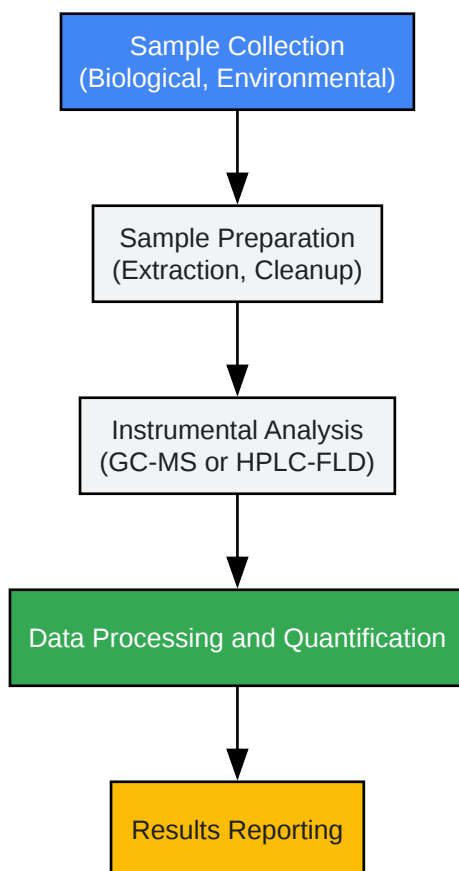 Sample Collection
(Biological, Environmental)
Sample Preparation
(Extraction, Cleanup)
Instrumental Analysis
(GC-MS or HPLC-FLD)
Data Processing and Quantification
Results Reporting